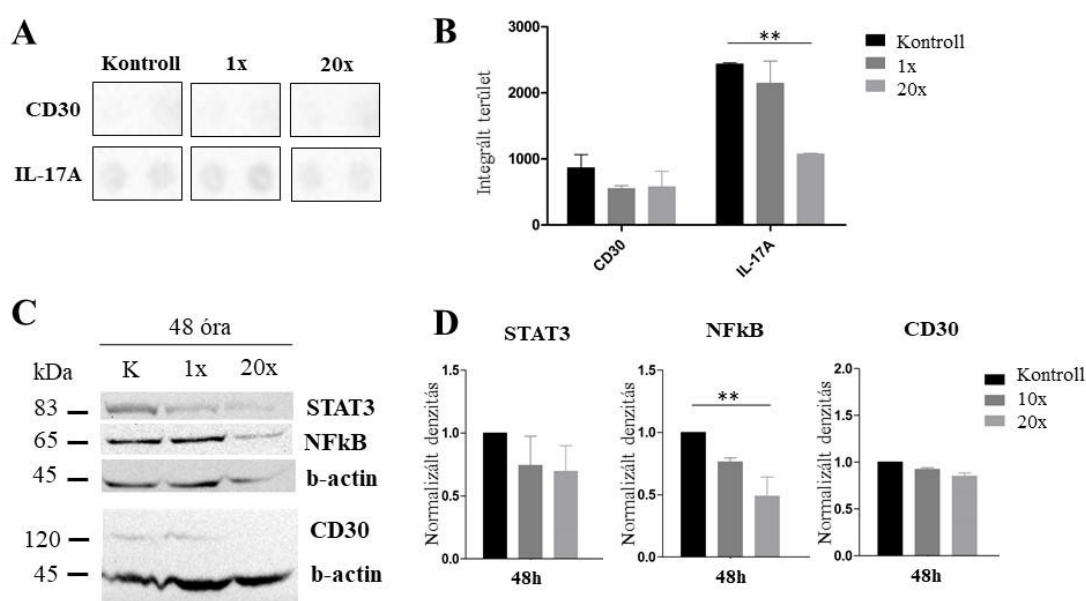 A
Kontroll 1x 20x
CD30
IL-17A
B
Integrált terület
3000
2000
1000
0
**
CD30 IL-17A
Kontroll
1x
20x
C
48 óra
kDa K 1x 20x
83 STAT3
65 NFkB
45 b-actin
120 CD30
45 b-actin
D
STAT3
Normalizált denzitás
1.5
1.0
0.5
0.0
48h
NFkB
Normalizált denzitás
1.5
1.0
0.5
0.0
**
48h
CD30
Normalizált denzitás
2.0
1.5
1.0
0.5
0.0
48h
Kontroll
10x
20x